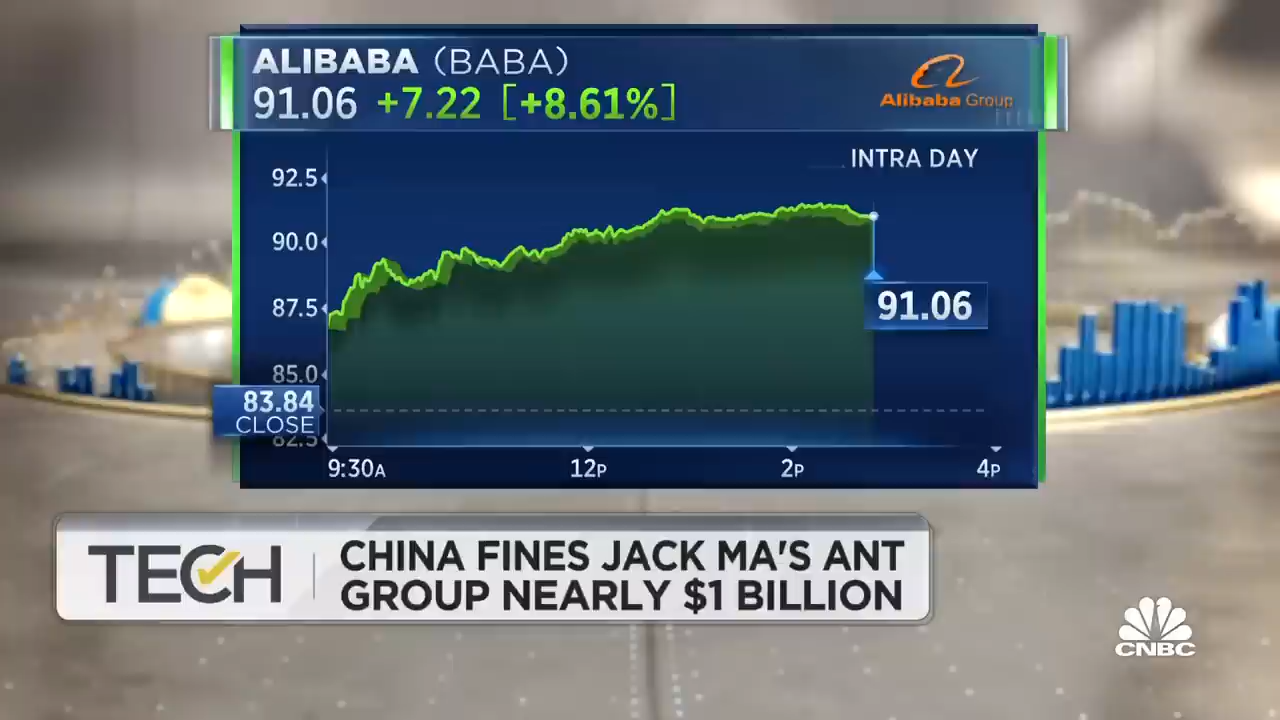 ALIBABA (BABA)
91.06 +7.22 [+8.61%]
Alibaba Group
INTRA DAY
92.5
90.0
87.5
85.0
83.84
CLOSE
82.5
91.06
9:30A
12P
2P
4P
TECH
CHINA FINES JACK MA'S ANT
GROUP NEARLY $1 BILLION
CNBC